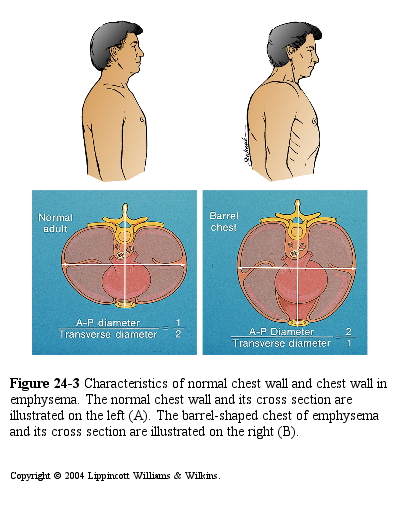 Normal
adult
A-P diameter
Transverse diameter
=
1
2
Barrel
chest
A-P Diameter
Transverse diameter
=
2
1
Figure 24-3 Characteristics of normal chest wall and chest wall in
emphysema. The normal chest wall and its cross section are
illustrated on the left (A). The barrel-shaped chest of emphysema
and its cross section are illustrated on the right (B).
Copyright © 2004 Lippincott Williams & Wilkins.